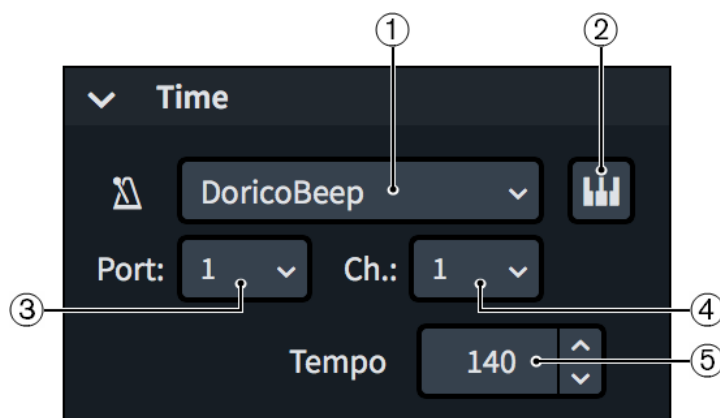 ① ②
Time
DoricoBeep
Port: 1 Ch.: 1
③ ④
Tempo 140 ⑤